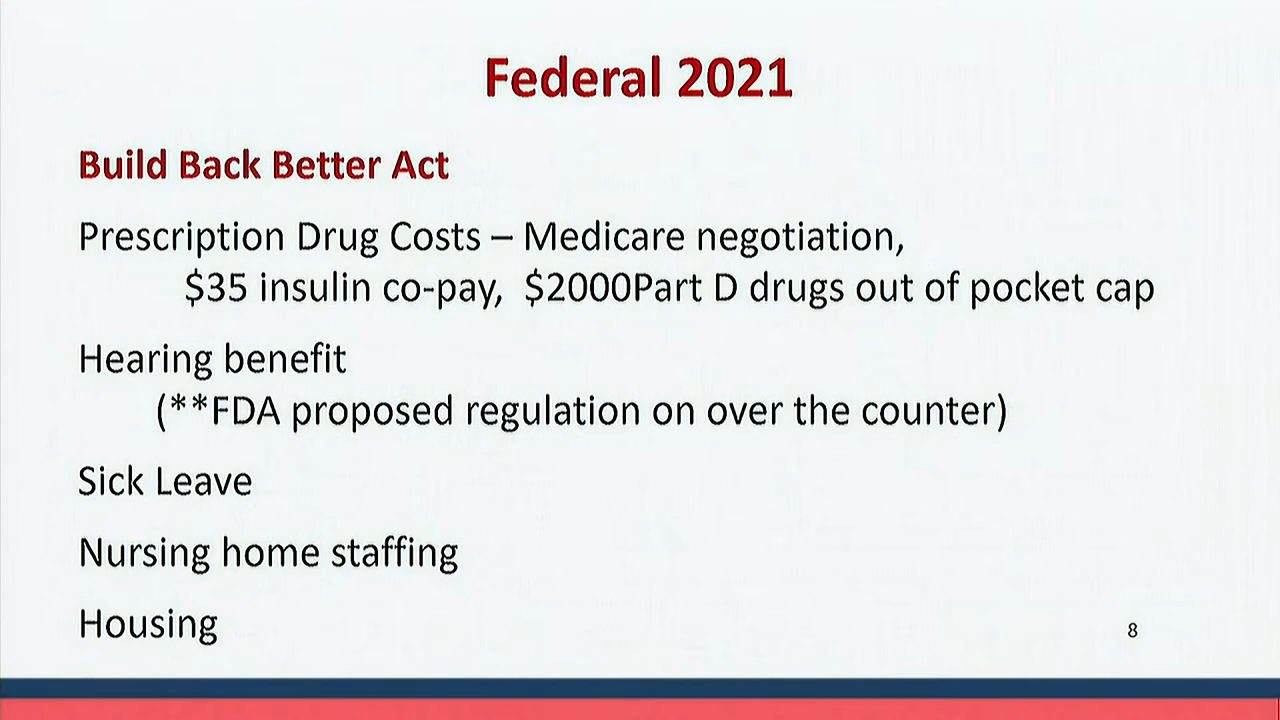 Federal 2021
Build Back Better Act
Prescription Drug Costs – Medicare negotiation,
$35 insulin co-pay, $2000Part D drugs out of pocket cap
Hearing benefit
(**FDA proposed regulation on over the counter)
Sick Leave
Nursing home staffing
Housing
8